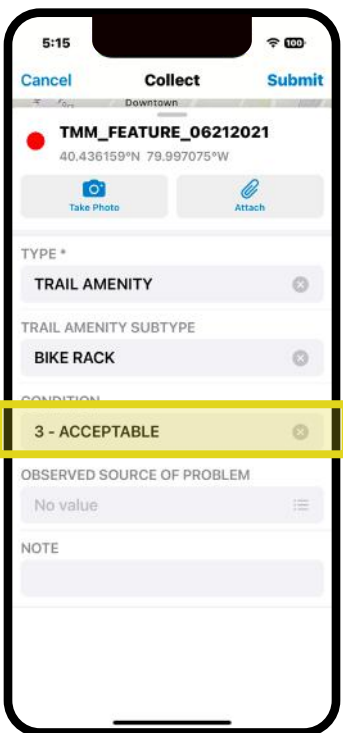 5:15 100
Cancel Collect Submit
Downtown
TMM_FEATURE_06212021
40.436159°N 79.997075°W
Take Photo Attach
TYPE *
TRAIL AMENITY
TRAIL AMENITY SUBTYPE
BIKE RACK
CONDITION
3 - ACCEPTABLE
OBSERVED SOURCE OF PROBLEM
No value
NOTE